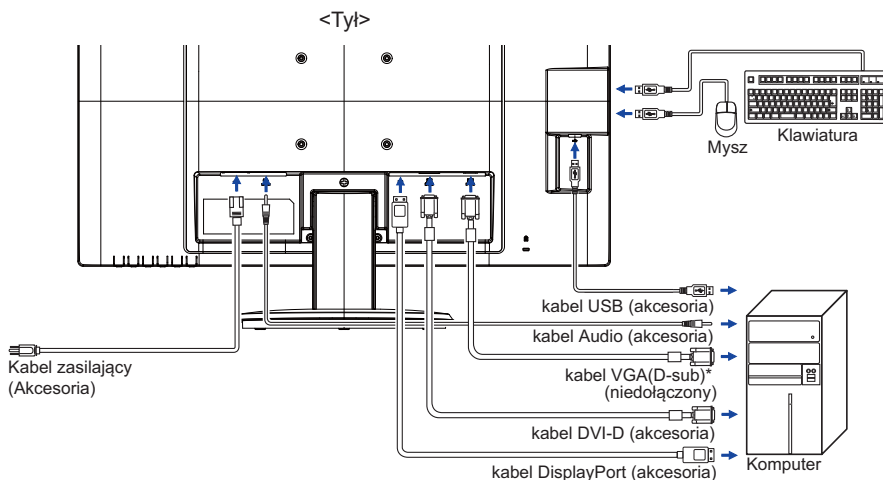 <Tył>
Klawiatura
Mysz
kabel USB (akcesoria)
kabel Audio (akcesoria)
Kabel zasilający
(Akcesoria)
kabel VGA(D-sub)*
(niedołączony)
kabel DVI-D (akcesoria)
Komputer
kabel DisplayPort (akcesoria)